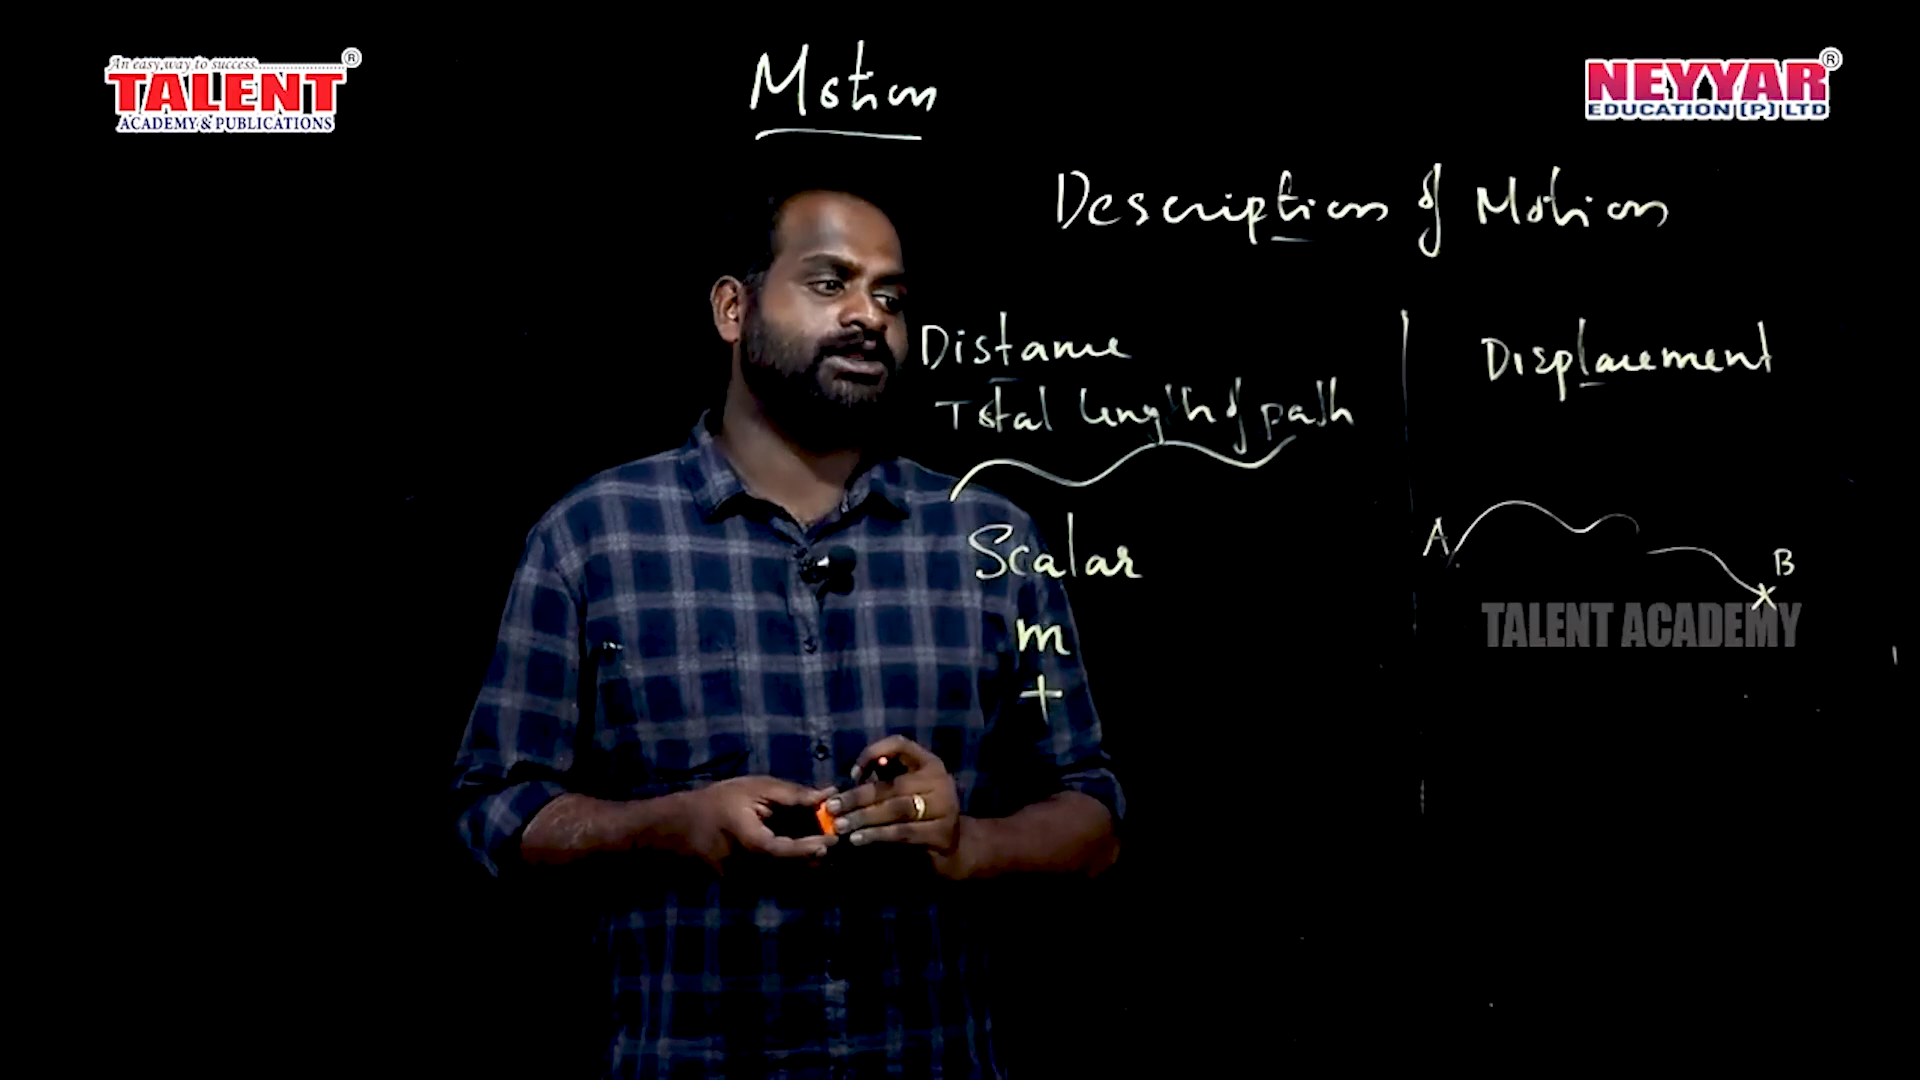 An easy way to success
TALENT ®
ACADEMY & PUBLICATIONS
NEYYAR ®
EDUCATION (P) LTD
Motion
Description of Motion
Distance
Total length of path
Scalar
m
+
Displacement
A
B
TALENT ACADEMY